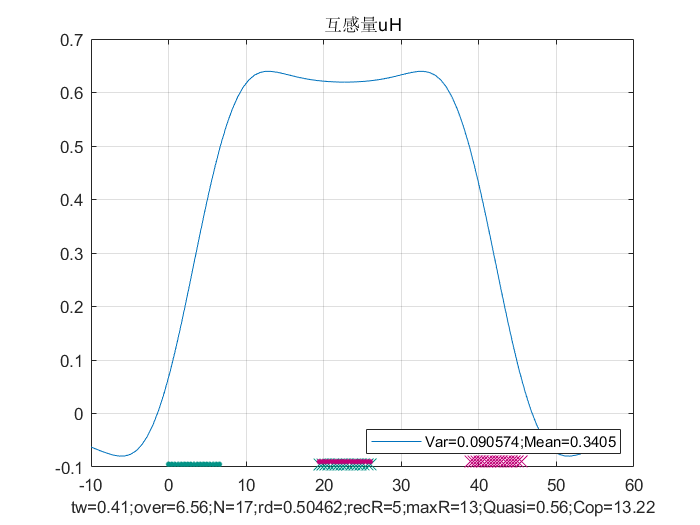 互感量uH
0.7
0.6
0.5
0.4
0.3
0.2
0.1
0
-0.1
Var=0.090574;Mean=0.3405
-10 0 10 20 30 40 50 60
tw=0.41;over=6.56;N=17;rd=0.50462;recR=5;maxR=13;Quasi=0.56;Cop=13.22